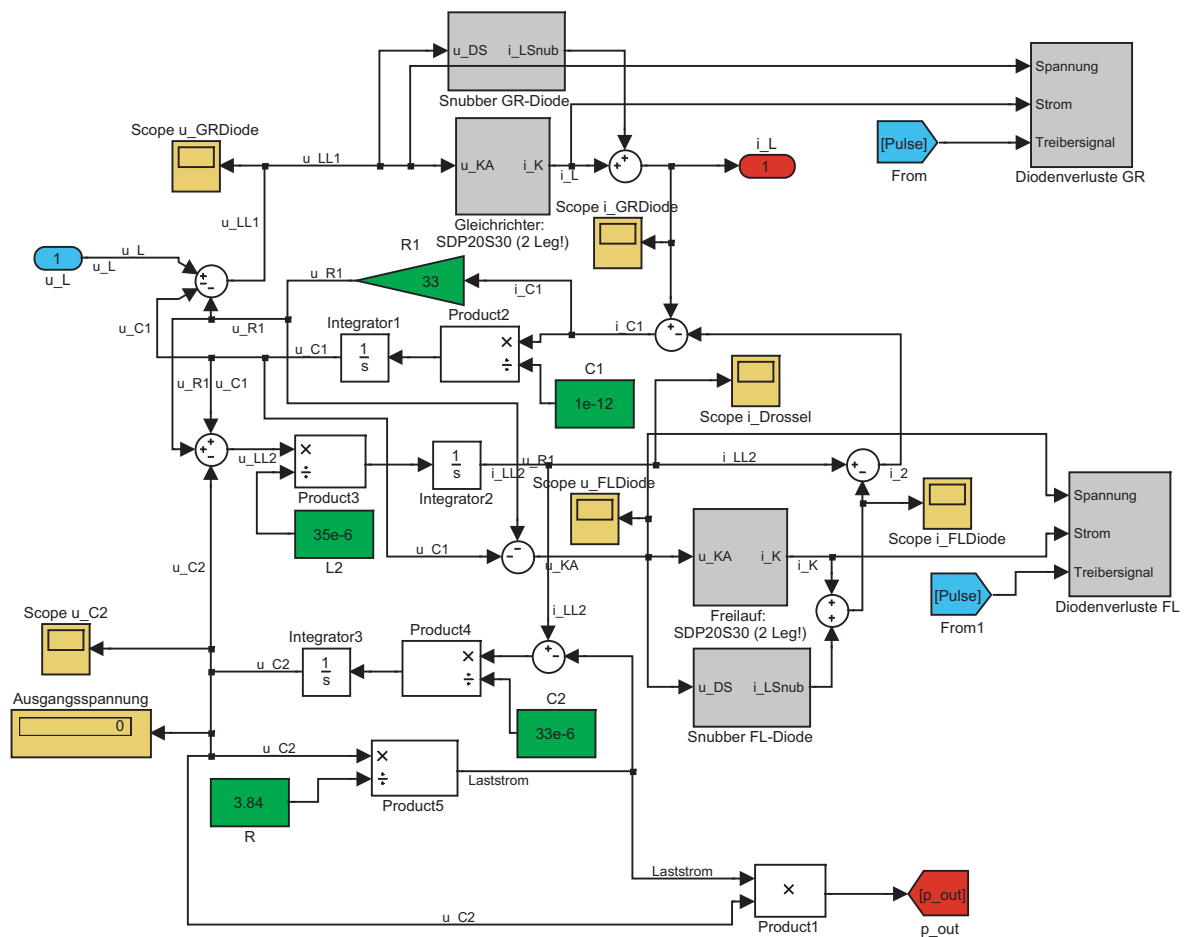 u_DS
i_LSnub
Snubber GR-Diode
Spannung
Strom
Treibersignal
Diodenverluste GR
[Pulse]
From
Scope u_GRDiode
u_LL1
u_KA
i_K
i_L
Gleichrichter:
SDP20S30 (2 Leg!)
+
+
i_L
1
Scope i_GRDiode
u_LL1
1
u_L
u_L
u_L
+
−
−
R1
33
u_R1
i_C1
u_C1
u_R1
u_C1
Integrator1
1
s
Product2
×
÷
i_C1
+
−
C1
1e-12
Scope i_Drossel
u_R1
u_C1
+
+
−
u_LL2
×
÷
Product3
1
s
Integrator2
u_R1
i_LL2
i_LL2
+
−
i_2
35e-6
L2
Scope u_FLDiode
u_C1
−
−
u_KA
u_KA
i_K
i_K
Freilauf:
SDP20S30 (2 Leg!)
Scope i_FLDiode
Spannung
Strom
Treibersignal
Diodenverluste FL
[Pulse]
From1
+
+
u_DS
i_LSnub
Snubber FL-Diode
u_C2
Scope u_C2
Ausgangsspannung
0
u_C2
Integrator3
1
s
Product4
×
÷
i_LL2
+
−
C2
33e-6
u_C2
×
÷
Product5
Laststrom
3.84
R
Laststrom
u_C2
×
Product1
[p_out]
p_out